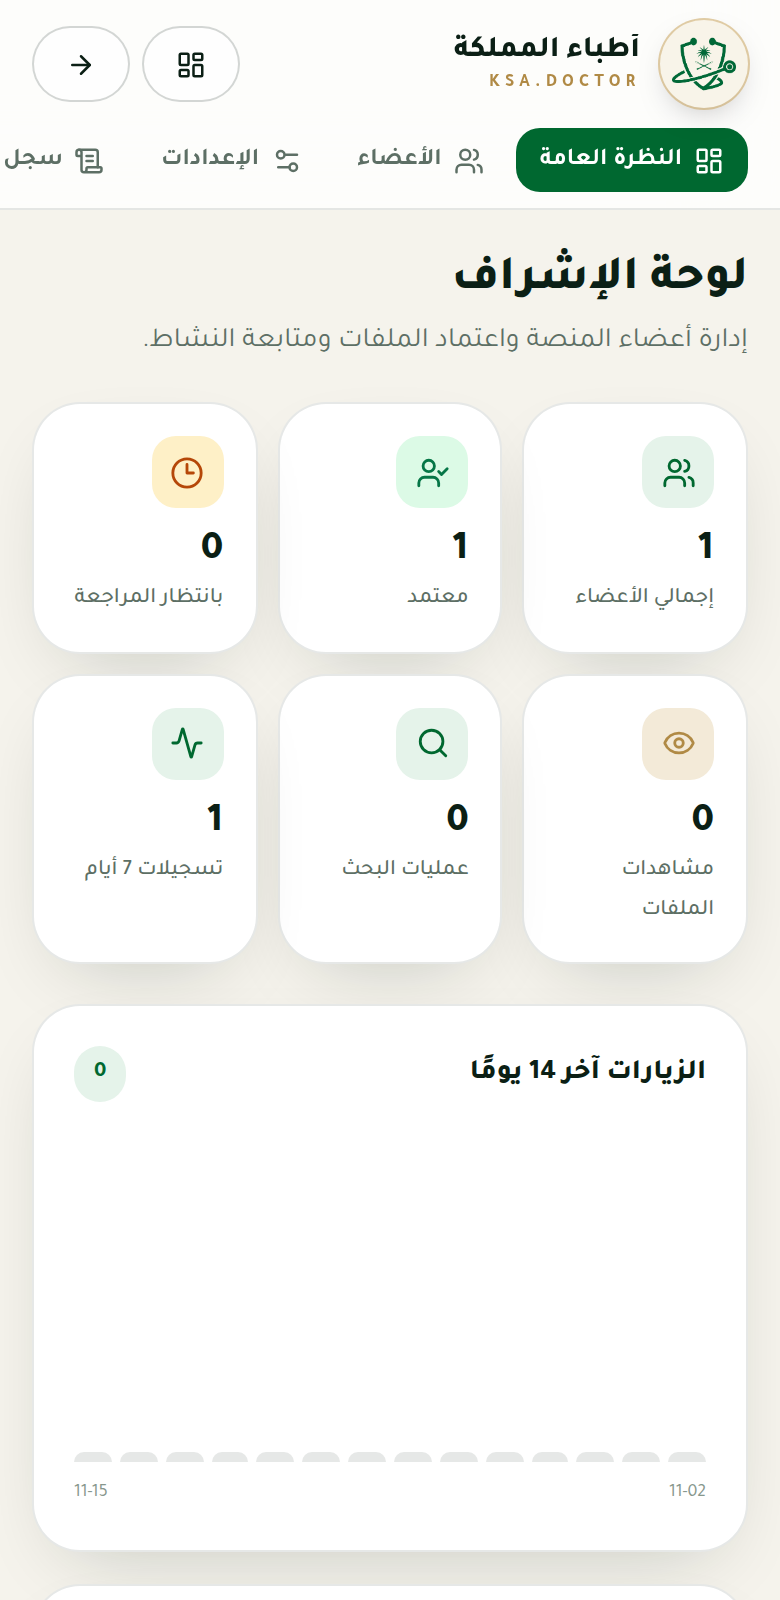 أطباء المملكة
KSA.DOCTOR
النظرة العامة
الأعضاء
الإعدادات
سجل
لوحة الإشراف
إدارة أعضاء المنصة واعتماد الملفات ومتابعة النشاط.
1
إجمالي الأعضاء
1
معتمد
0
بانتظار المراجعة
0
مشاهدات
الملفات
0
عمليات البحث
1
تسجيلات 7 أيام
الزيارات آخر 14 يومًا
0
11-02
11-15